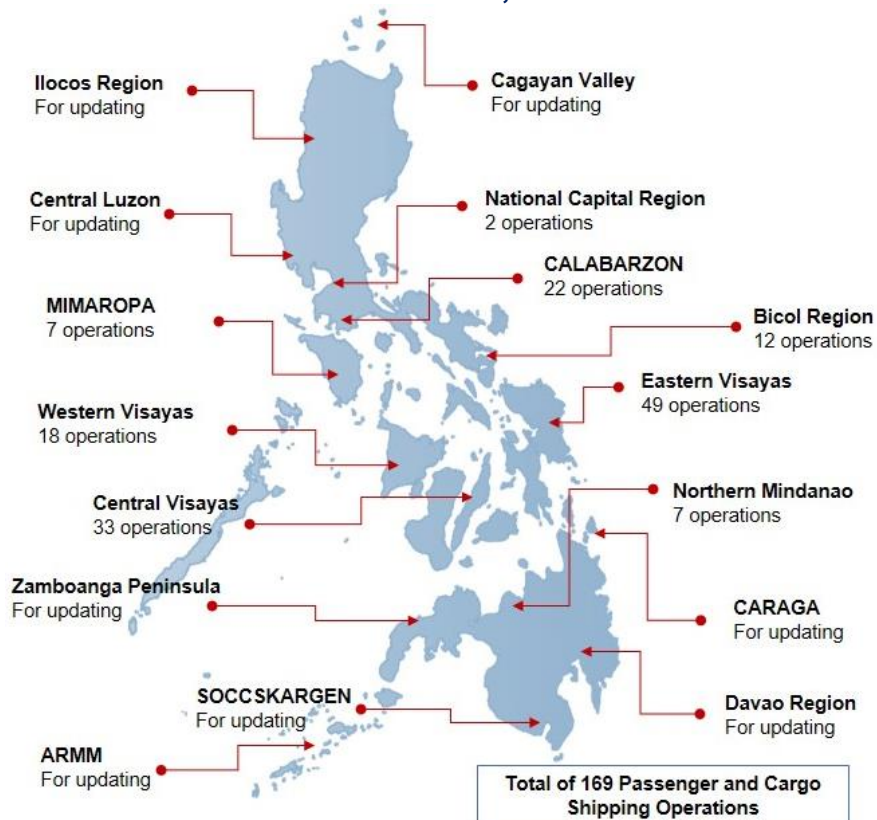 Ilocos Region
For updating
Cagayan Valley
For updating
Central Luzon
For updating
National Capital Region
2 operations
CALABARZON
22 operations
MIMAROPA
7 operations
Bicol Region
12 operations
Eastern Visayas
49 operations
Western Visayas
18 operations
Northern Mindanao
7 operations
Central Visayas
33 operations
Zamboanga Peninsula
For updating
CARAGA
For updating
SOCCSKARGEN
For updating
Davao Region
For updating
ARMM
For updating
Total of 169 Passenger and Cargo
Shipping Operations